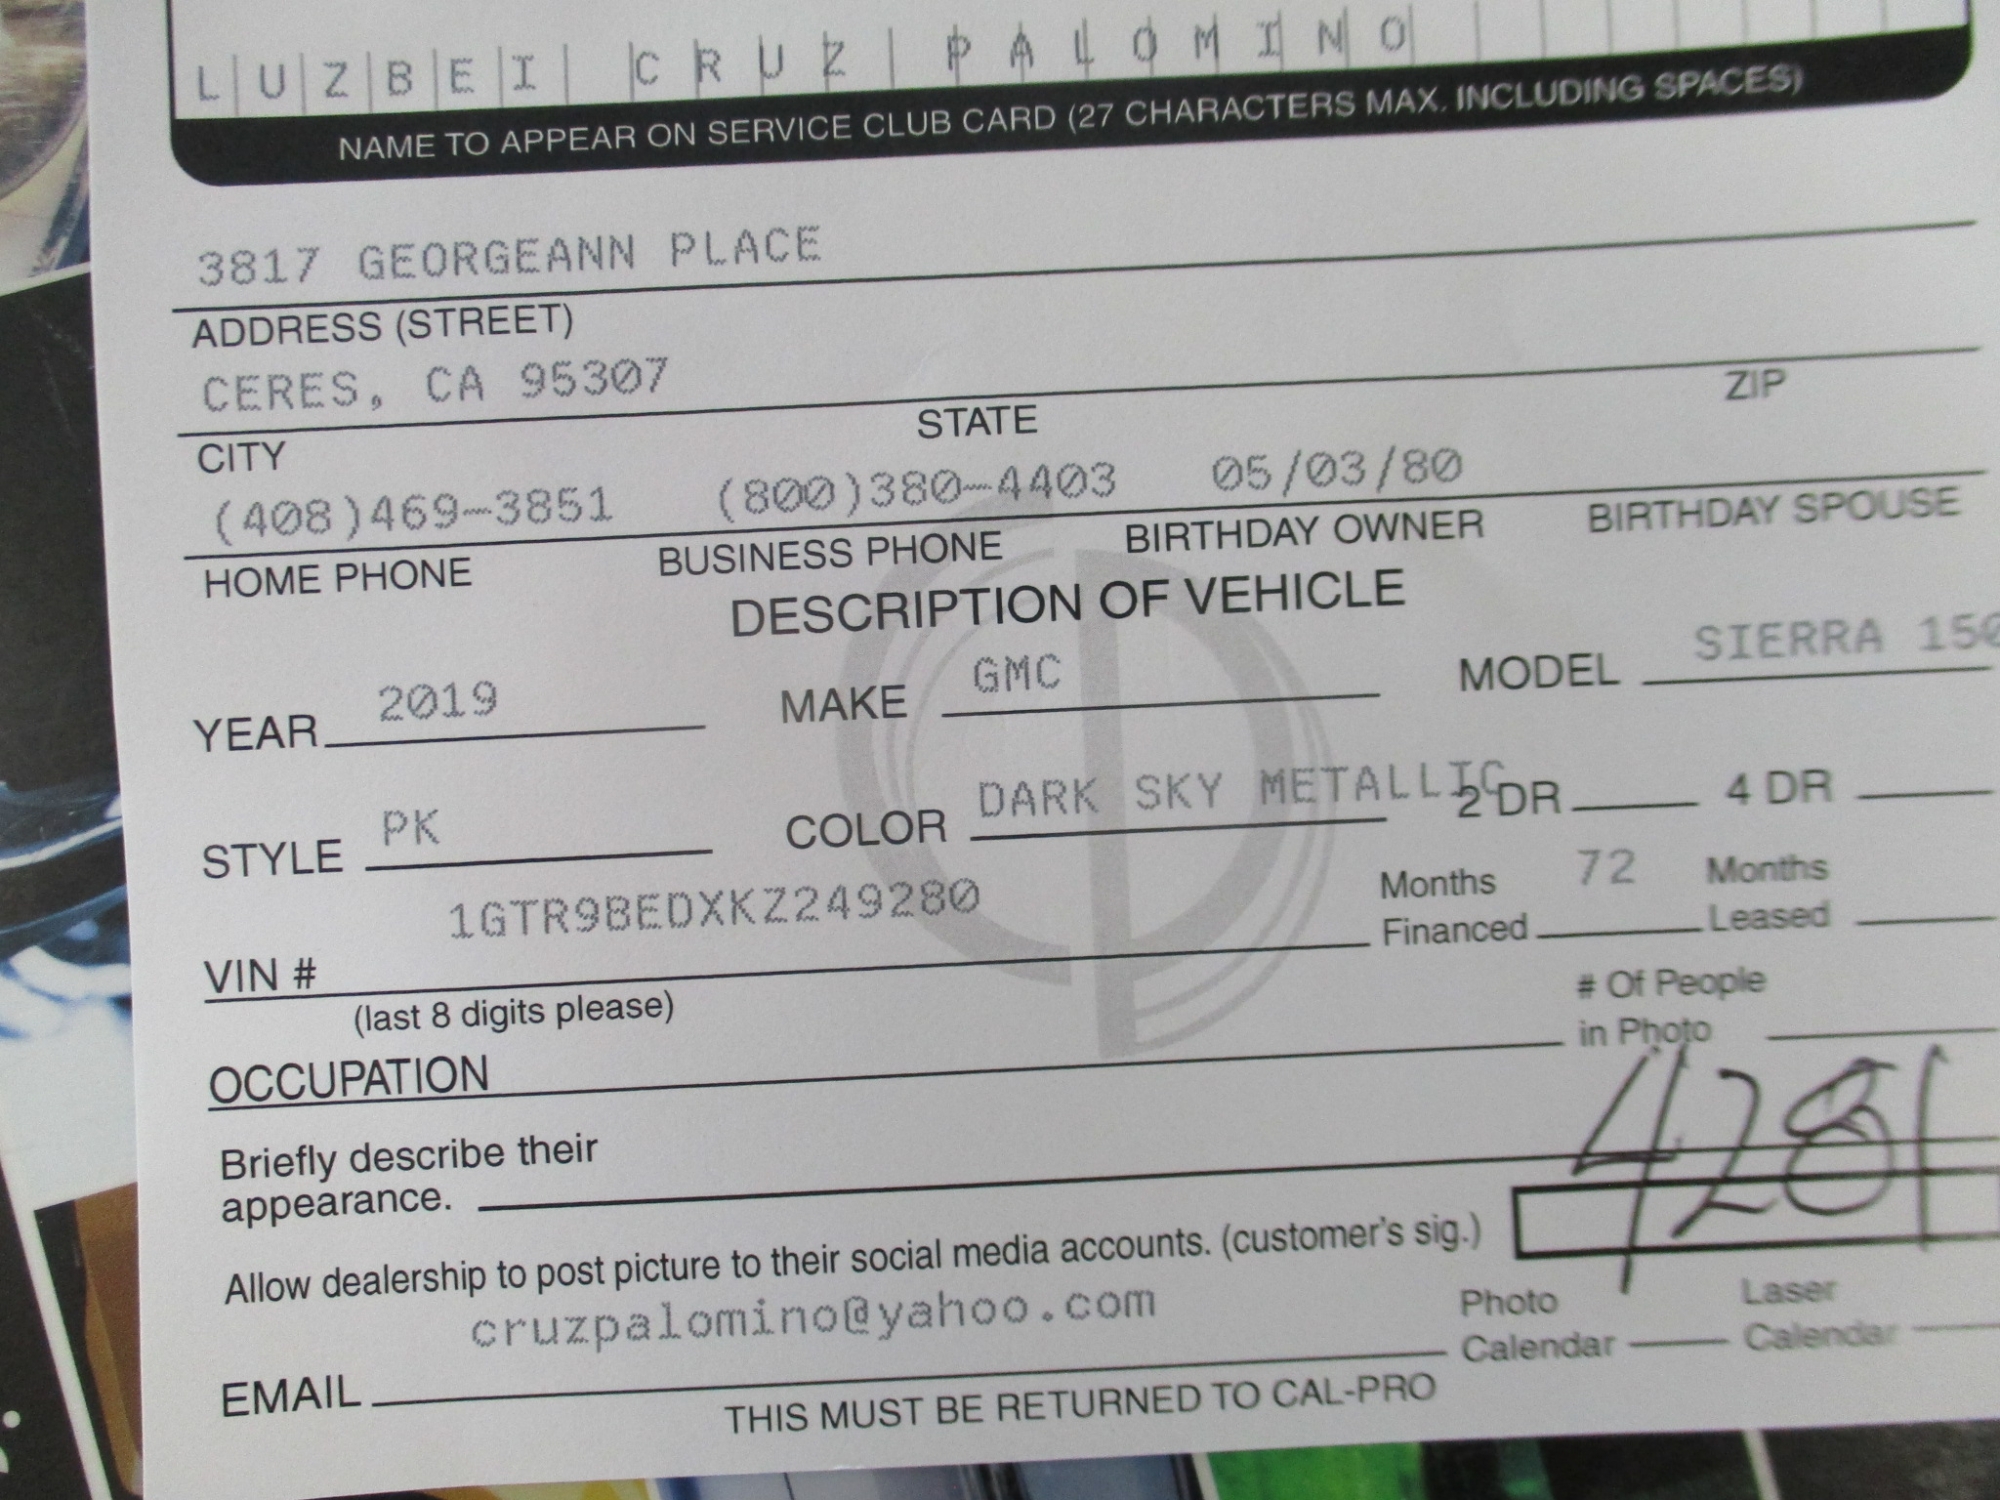 LUZBEI CRUZ PALOMINO
NAME TO APPEAR ON SERVICE CLUB CARD (27 CHARACTERS MAX. INCLUDING SPACES)
3817 GEORGEANN PLACE
ADDRESS (STREET)
CERES, CA 95307
CITY STATE ZIP
(408)469-3851 (800)380-4403 05/03/80
HOME PHONE BUSINESS PHONE BIRTHDAY OWNER BIRTHDAY SPOUSE
DESCRIPTION OF VEHICLE
YEAR 2019 MAKE GMC MODEL SIERRA 150
STYLE PK COLOR DARK SKY METALLIC 2 DR 4 DR
1GTR9BEDXKZ249280 Months 72 Months
VIN # Financed Leased
(last 8 digits please) # Of People
OCCUPATION in Photo
4281
Briefly describe their
appearance.
Allow dealership to post picture to their social media accounts. (customer's sig.)
cruzpalomino@yahoo.com Photo Laser
EMAIL Calendar Calendar
THIS MUST BE RETURNED TO CAL-PRO